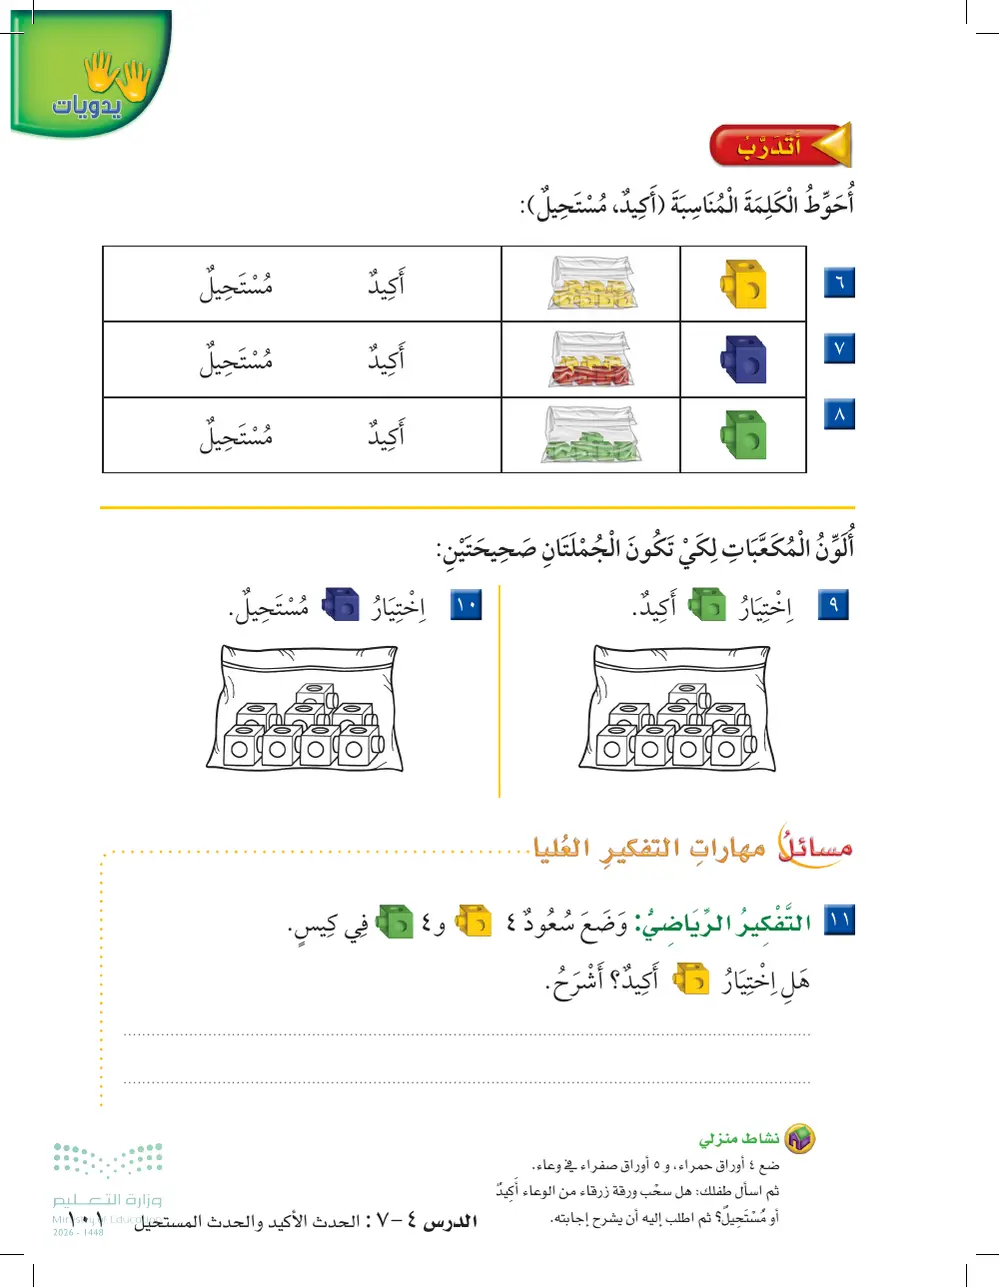 يدويات
أَتَدَرَّبُ
أُحَوِّطُ الْكَلِمَةَ الْمُنَاسِبَةَ (أَكِيدٌ، مُسْتَحِيلٌ):
٦ أَكِيدٌ مُسْتَحِيلٌ
٧ أَكِيدٌ مُسْتَحِيلٌ
٨ أَكِيدٌ مُسْتَحِيلٌ
أُلَوِّنُ الْمُكَعَّبَاتِ لِكَيْ تَكُونَ الْجُمْلَتَانِ صَحِيحَتَيْنِ:
٩ اِخْتِيَارُ أَكِيدٌ.
١٠ اِخْتِيَارُ مُسْتَحِيلٌ.
مسائلُ مهاراتِ التفكيرِ العُليا
١١ التَّفْكِيرُ الرِّيَاضِيُّ: وَضَعَ سُعُودٌ ٤ و٤ فِي كِيسٍ.
هَلِ اِخْتِيَارُ أَكِيدٌ؟ أَشْرَحُ.
نشاط منزلي
ضع ٤ أوراق حمراء، و ٥ أوراق صفراء في وعاء.
ثم اسأل طفلك: هل سحْب ورقة زرقاء من الوعاء أَكِيدٌ
أو مُسْتَحِيلٌ؟ ثم اطلب إليه أن يشرح إجابته.
الدرس ٤ – ٧ : الحدث الأكيد والحدث المستحيل ١٠١
وزارة التعليم
Ministry of Education
2026 - 1448